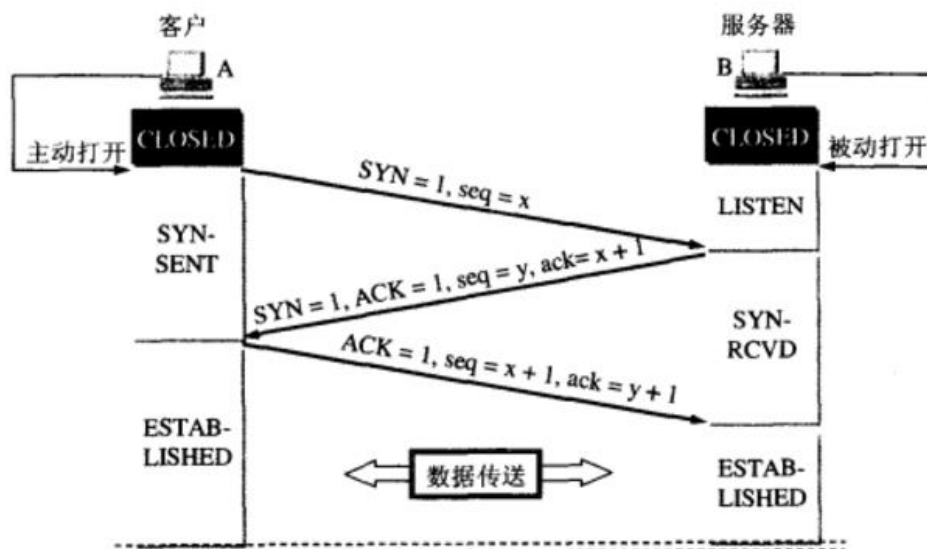 客户
服务器
A
B
CLOSED
CLOSED
主动打开
被动打开
SYN = 1, seq = x
LISTEN
SYN-
SENT
SYN = 1, ACK = 1, seq = y, ack= x + 1
SYN-
RCVD
ACK = 1, seq = x + 1, ack = y + 1
ESTAB-
LISHED
数据传送
ESTAB-
LISHED